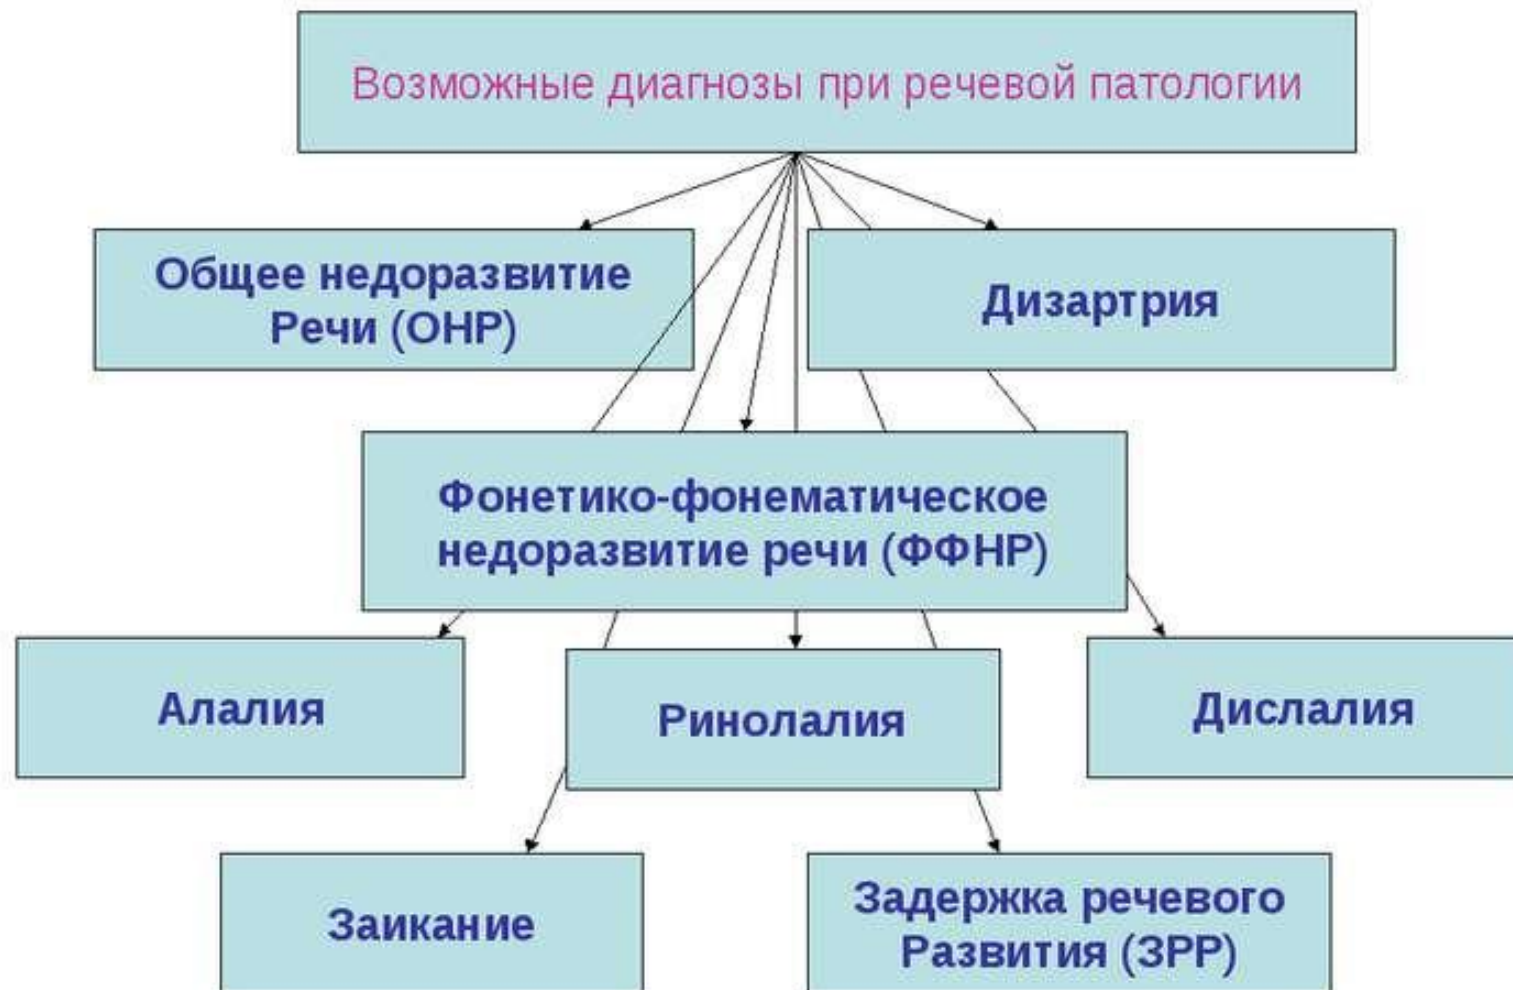 Возможные диагнозы при речевой патологии
Общее недоразвитие
Речи (ОНР)
Дизартрия
Фонетико-фонематическое
недоразвитие речи (ФФНР)
Алалия
Ринолалия
Дислалия
Заикание
Задержка речевого
Развития (ЗРР)